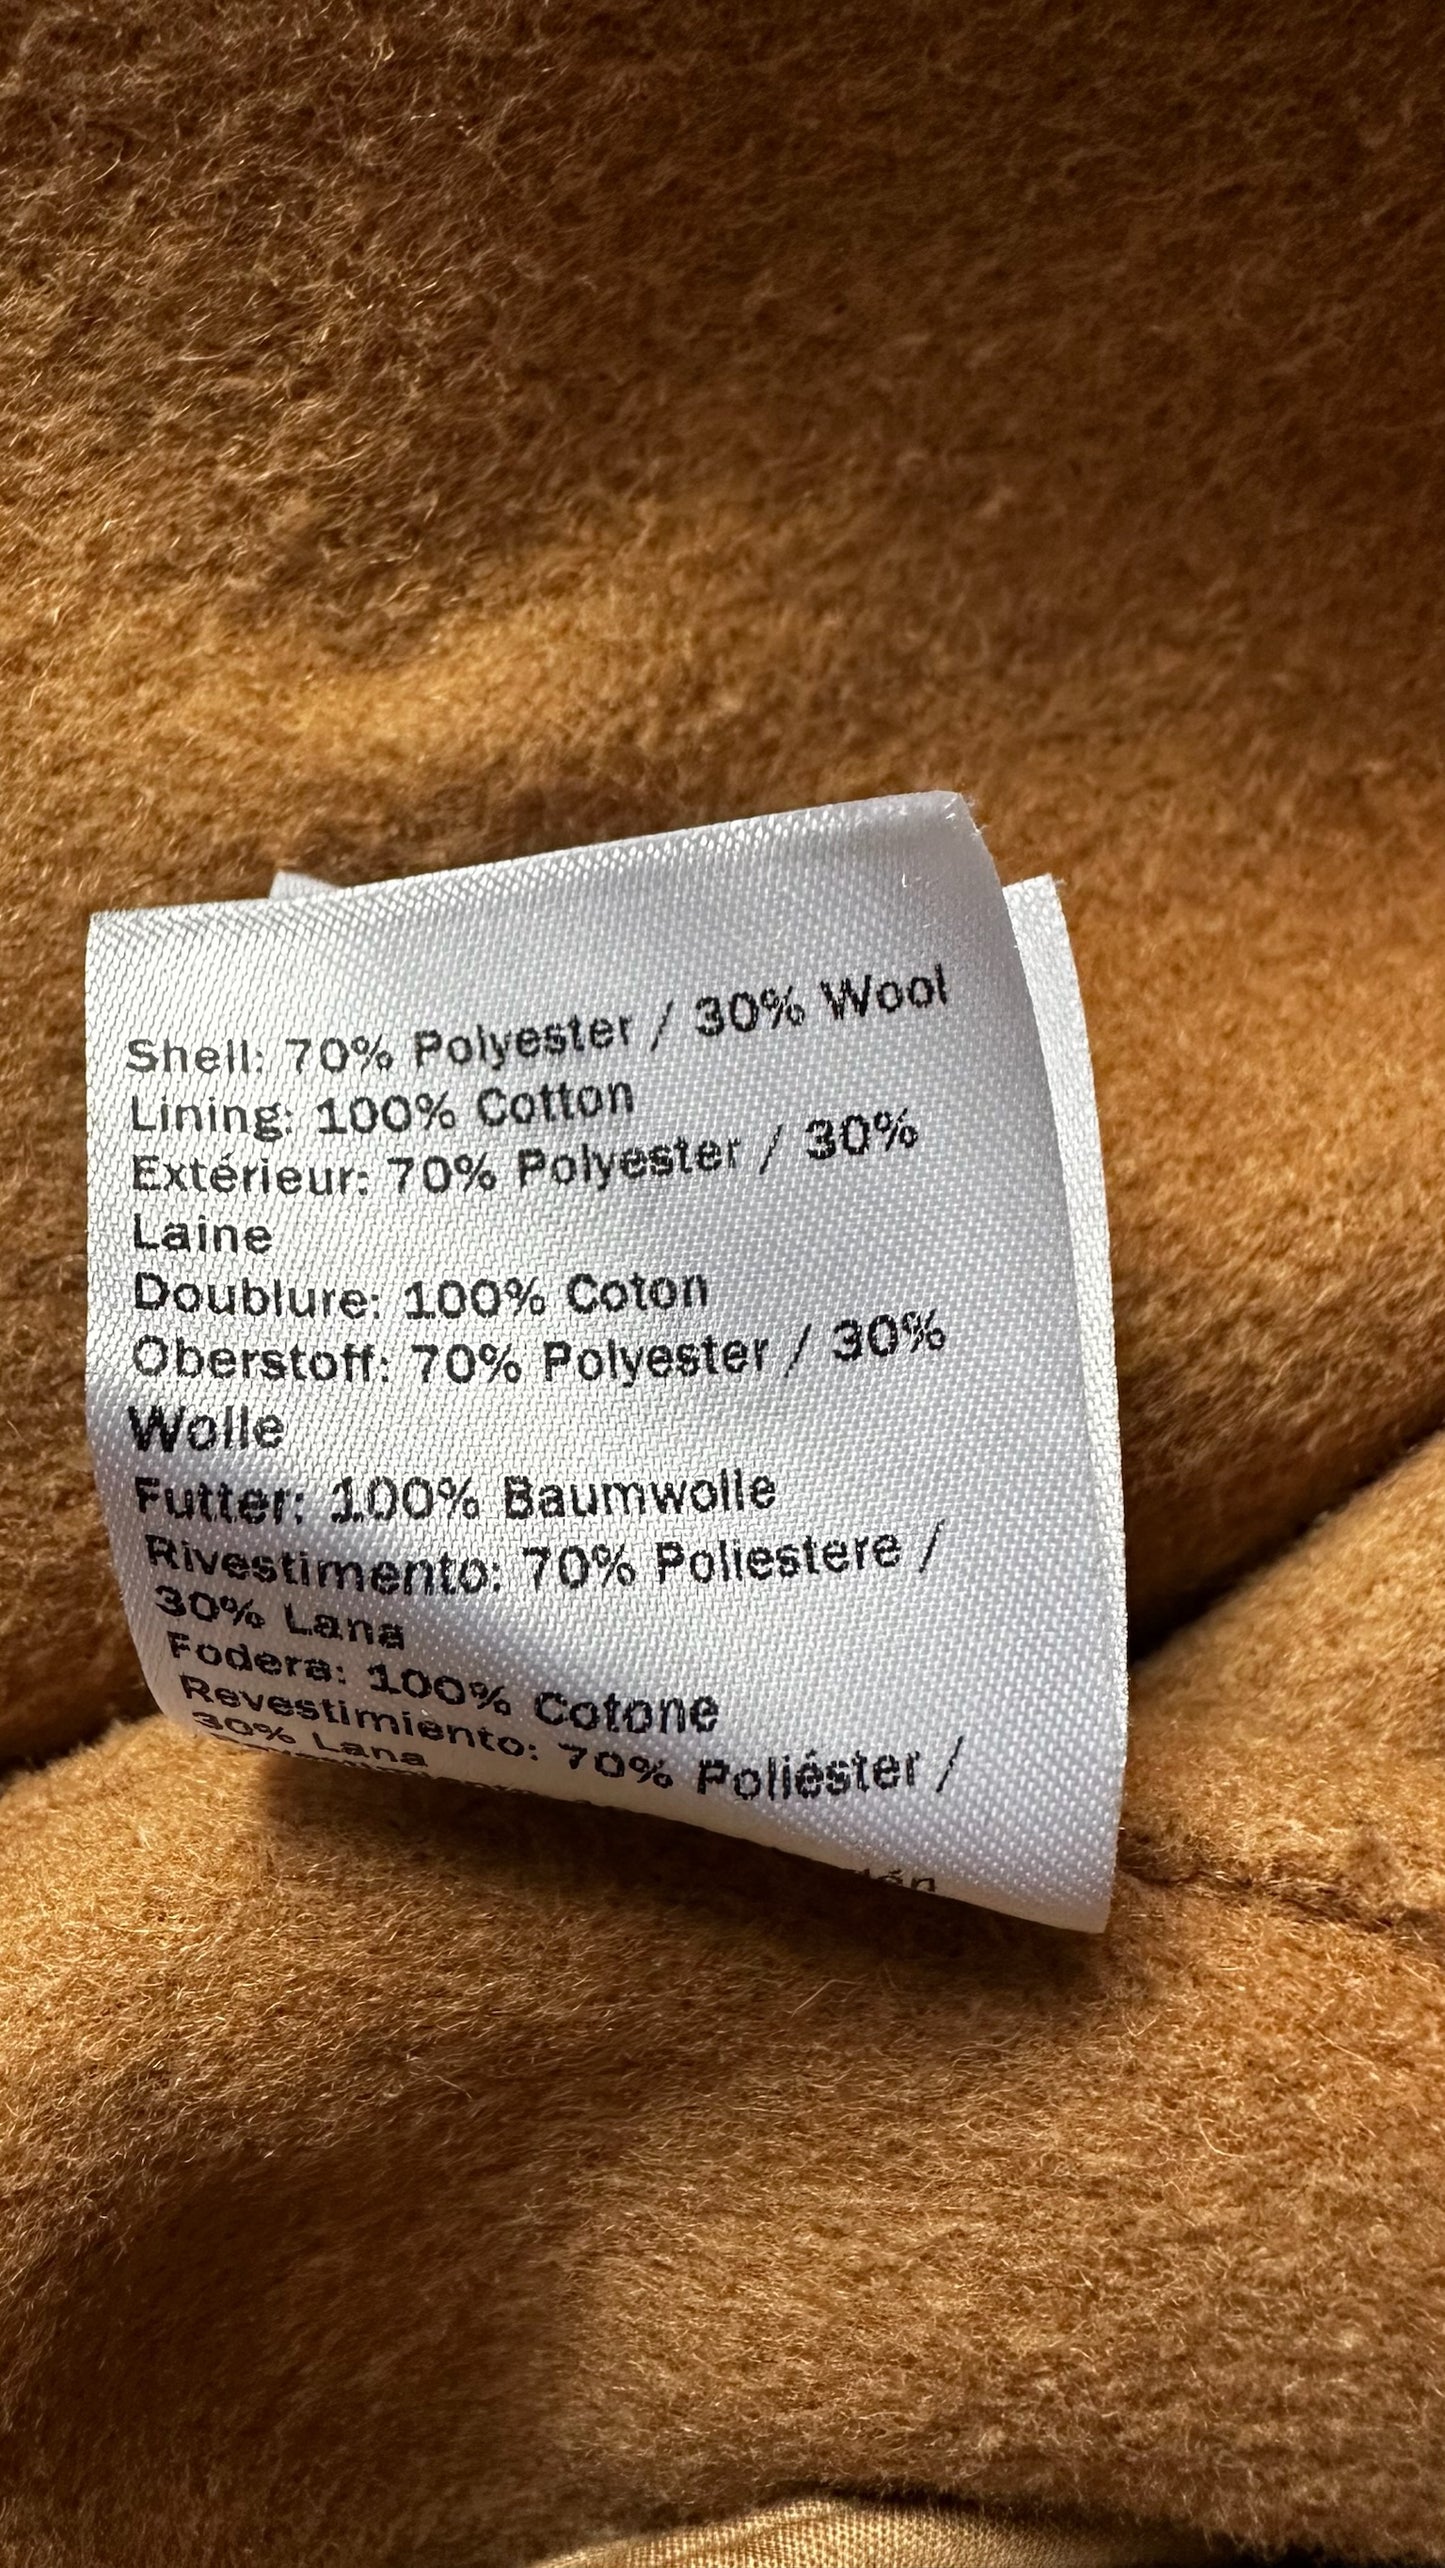 Shell: 70% Polyester / 30% Wool
Lining: 100% Cotton
Extérieur: 70% Polyester / 30%
Laine
Doublure: 100% Coton
Oberstoff: 70% Polyester / 30%
Wolle
Futter: 100% Baumwolle
Rivestimento: 70% Poliestere /
30% Lana
Fodera: 100% Cotone
Revestimiento: 70% Poliéster /
30% Lana